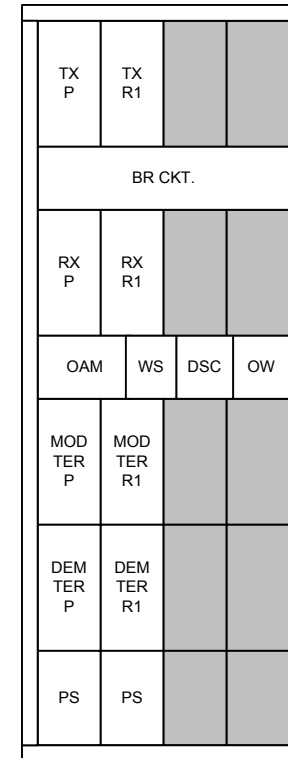 TX
P
TX
R1
BR CKT.
RX
P
RX
R1
OAM
WS
DSC
OW
MOD
TER
P
MOD
TER
R1
DEM
TER
P
DEM
TER
R1
PS
PS